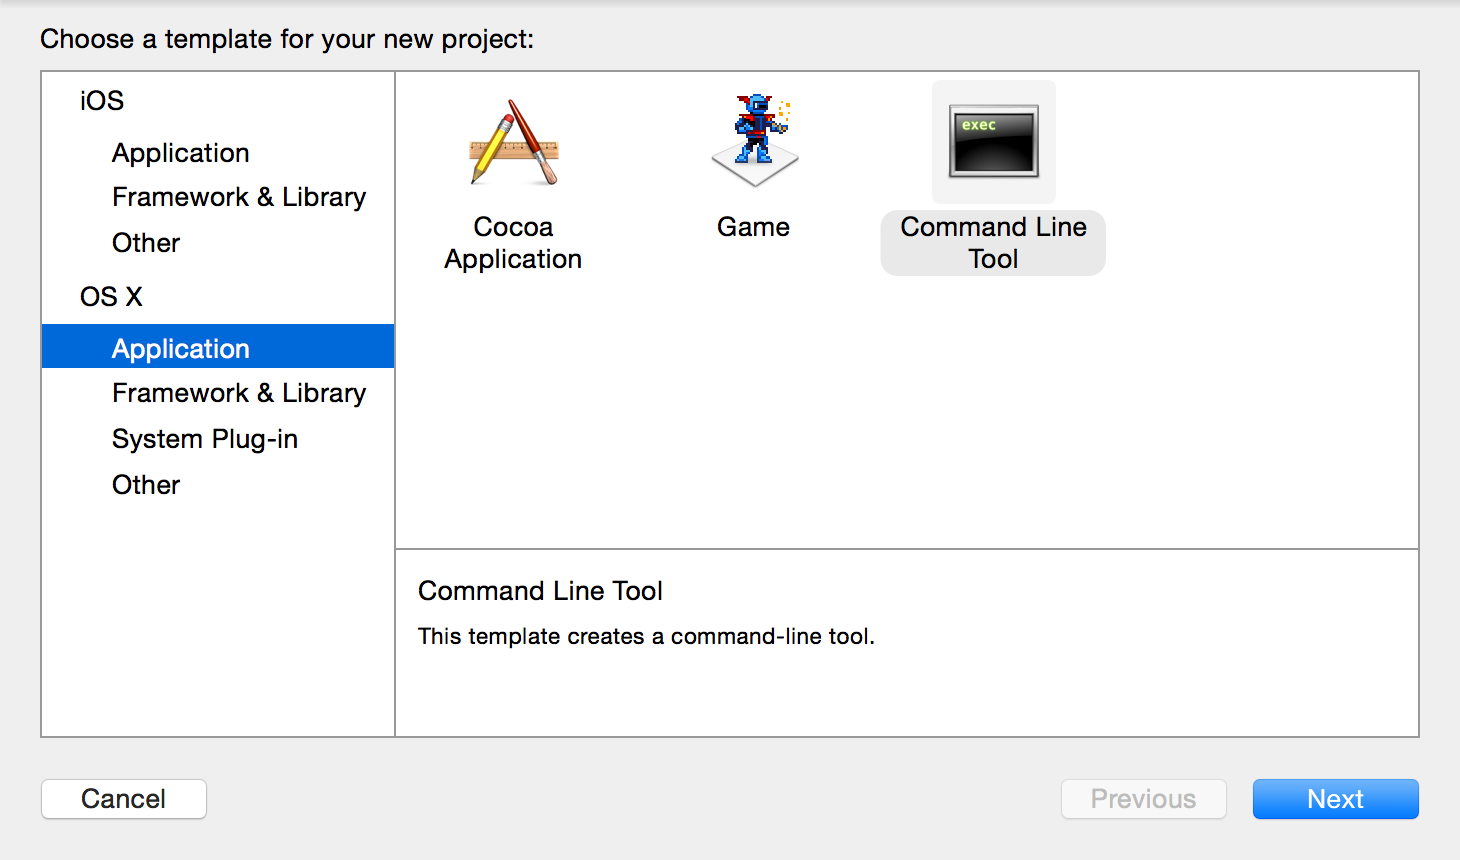 Choose a template for your new project:
iOS
Application
Framework & Library
Other
OS X
Application
Framework & Library
System Plug-in
Other
Cocoa
Application
Game
exec
Command Line
Tool
Command Line Tool
This template creates a command-line tool.
Cancel
Previous
Next